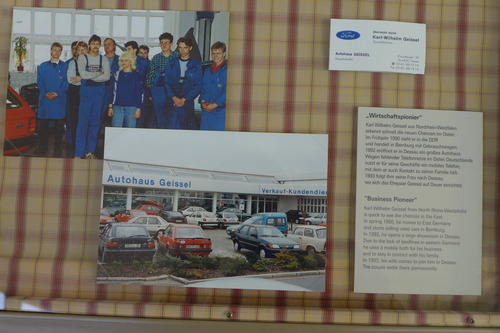 Ford
Karl-Wilhelm Geissel
Autohaus GEISSEL
Autohaus Geissel
Verkauf-Kundendien
„Wirtschaftspionier"
Karl Wilhelm Geissel aus Nordrhein-Westfalen
erkennt schnell die neuen Chancen im Osten.
Im Frühjahr 1990 zieht er in die DDR
und handelt in Bernburg mit Gebrauchtwagen.
1992 eröffnet er in Dessau ein großes Autohaus.
Wegen fehlender Telefonnetze im Osten Deutschlands
nutzt er für seine Geschäfte ein mobiles Telefon,
mit dem er auch Kontakt zu seiner Familie hält.
1993 folgt ihm seine Frau nach Dessau,
wo sich das Ehepaar Geissel auf Dauer einrichtet.
"Business Pioneer"
Karl Wilhelm Geissel from North Rhine-Westphalia
is quick to see the chances in the East.
In spring 1990, he moves to East Germany
and starts selling used cars in Bernburg.
In 1992, he opens a large showroom in Dessau.
Due to the lack of landlines in eastern Germany
he uses a mobile both for his business
and to stay in contact with his family.
In 1993, his wife comes to join him in Dessau.
The couple settle there permanently.